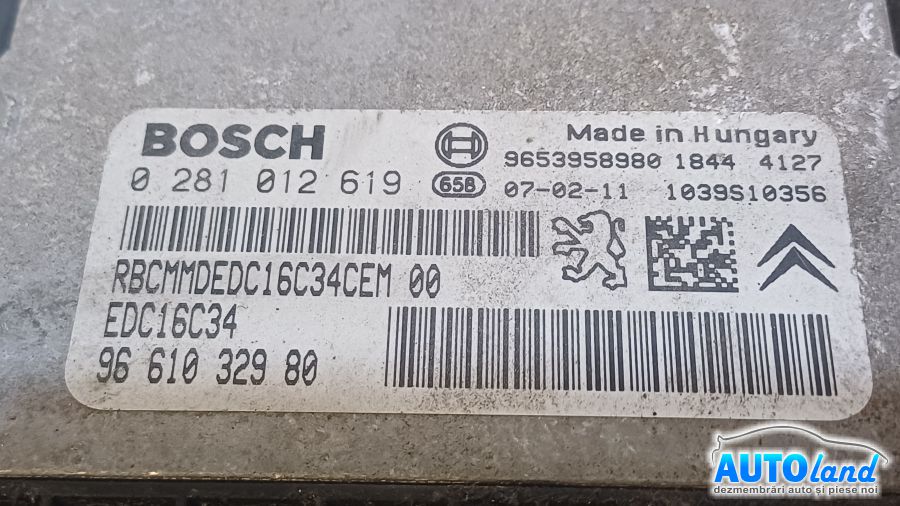 BOSCH
Made in Hungary
9653958980 1844 4127
0 281 012 619
658
07-02-11 1039S10356
RBCMMDEDC16C34CEM 00
EDC16C34
96 610 329 80
AUTOland
dezmembrări auto și piese noi